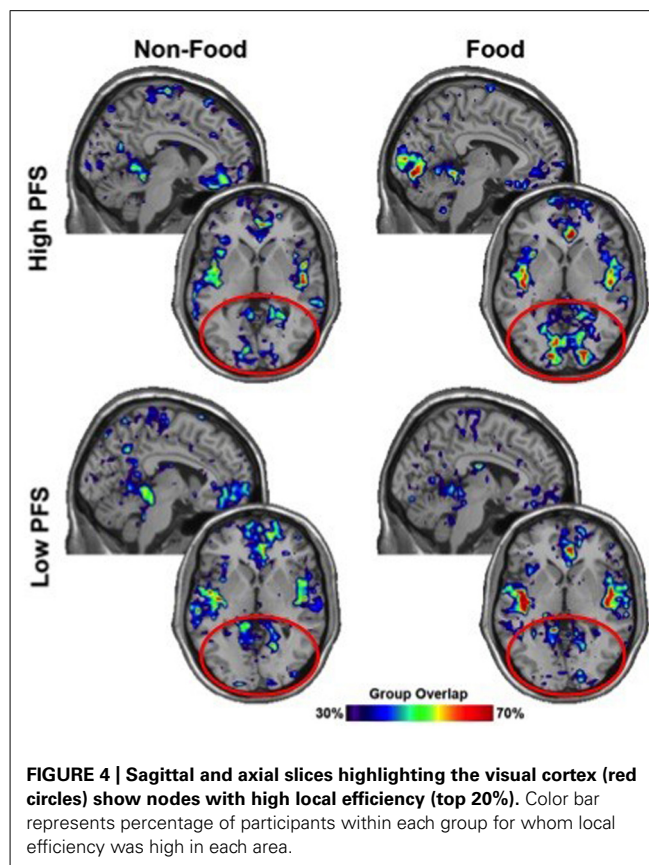 Non-Food Food
High PFS
Low PFS
Group Overlap
30% 70%
FIGURE 4 | Sagittal and axial slices highlighting the visual cortex (red
circles) show nodes with high local efficiency (top 20%). Color bar
represents percentage of participants within each group for whom local
efficiency was high in each area.